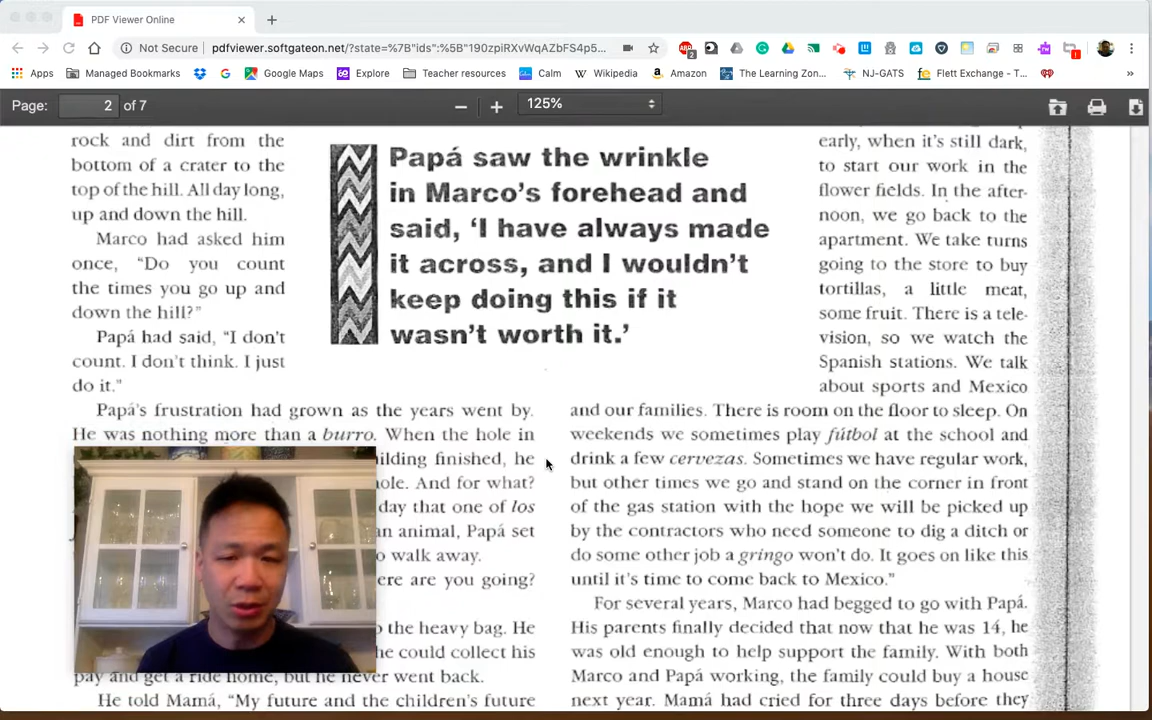 PDF Viewer Online
Not Secure
pdfviewer.softgateon.net/?state=%7B"ids":%5B"190zpiRXvWqAZbFS4p5...
2
Apps
Managed Bookmarks
Google Maps
Explore
Teacher resources
Calm
Wikipedia
Amazon
The Learning Zon...
NJ-GATS
Flett Exchange - T...
Page:
2
of 7
125%
rock and dirt from the
bottom of a crater to the
top of the hill. All day long,
up and down the hill.
Marco had asked him
once, "Do you count
the times you go up and
down the hill?"
Papá had said, "I don't
count. I don't think. I just
do it."
Papá's frustration had grown as the years went by.
He was nothing more than a burro. When the hole in
ilding finished, he
ole. And for what?
day that one of los
an animal, Papá set
o walk away.
ere are you going?
the heavy bag. He
he could collect his
pay and get a ride home, but he never went back.
He told Mamá, "My future and the children's future
Papá saw the wrinkle
in Marco's forehead and
said, 'I have always made
it across, and I wouldn't
keep doing this if it
wasn't worth it.'
early, when it's still dark,
to start our work in the
flower fields. In the after-
noon, we go back to the
apartment. We take turns
going to the store to buy
tortillas, a little meat,
some fruit. There is a tele-
vision, so we watch the
Spanish stations. We talk
about sports and Mexico
and our families. There is room on the floor to sleep. On
weekends we sometimes play fútbol at the school and
drink a few cervezas. Sometimes we have regular work,
but other times we go and stand on the corner in front
of the gas station with the hope we will be picked up
by the contractors who need someone to dig a ditch or
do some other job a gringo won't do. It goes on like this
until it's time to come back to Mexico."
For several years, Marco had begged to go with Papá.
His parents finally decided that now that he was 14, he
was old enough to help support the family. With both
Marco and Papá working, the family could buy a house
next year. Mamá had cried for three days before they